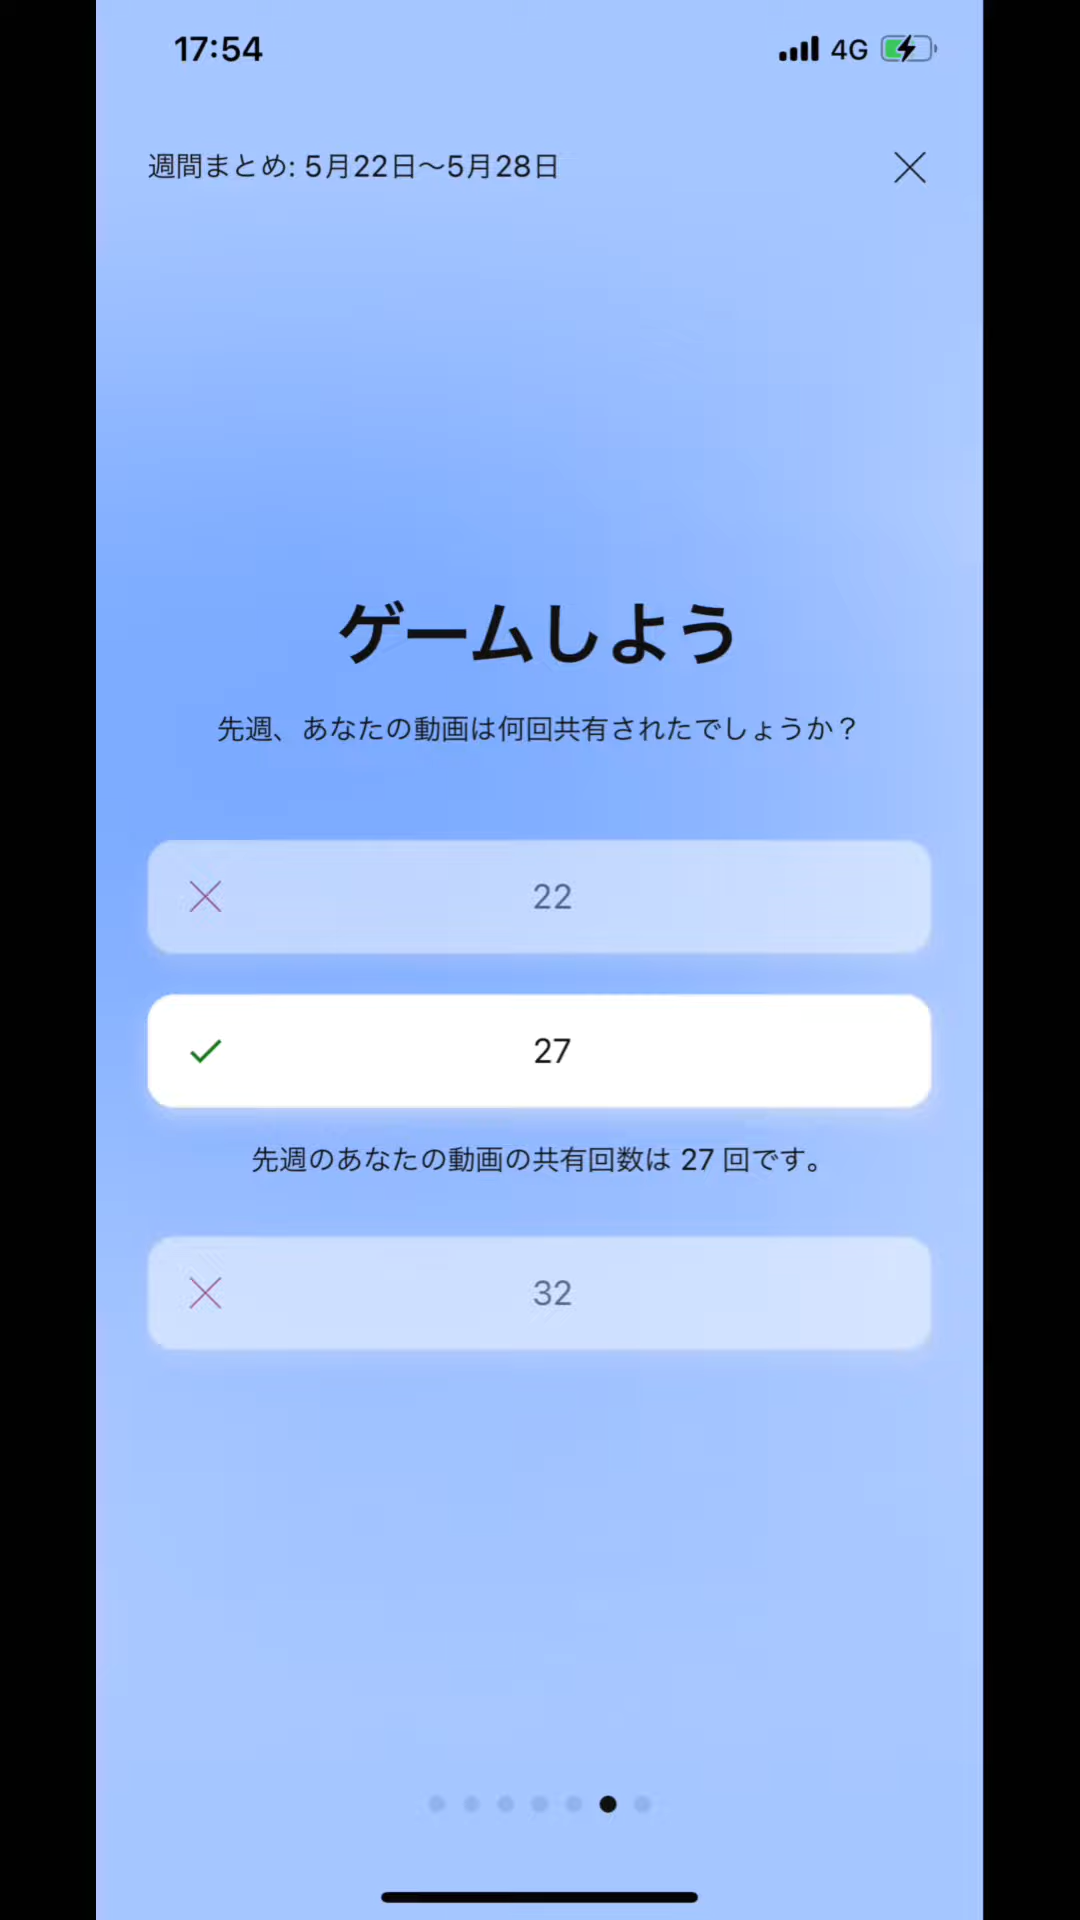 17:54
4G
週間まとめ: 5月22日〜5月28日
ゲームしよう
先週、あなたの動画は何回共有されたでしょうか？
22
27
先週のあなたの動画の共有回数は 27 回です。
32